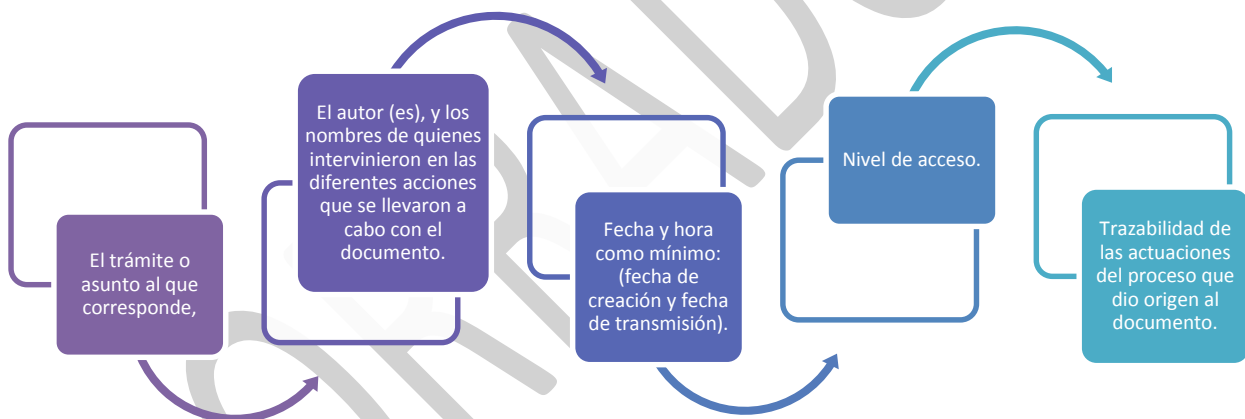 El trámite o
asunto al que
corresponde,
El autor (es), y los
nombres de quienes
intervinieron en las
diferentes acciones
que se llevaron a
cabo con el
documento.
Fecha y hora
como mínimo:
(fecha de
creación y fecha
de transmisión).
Nivel de acceso.
Trazabilidad de
las actuaciones
del proceso que
dio origen al
documento.